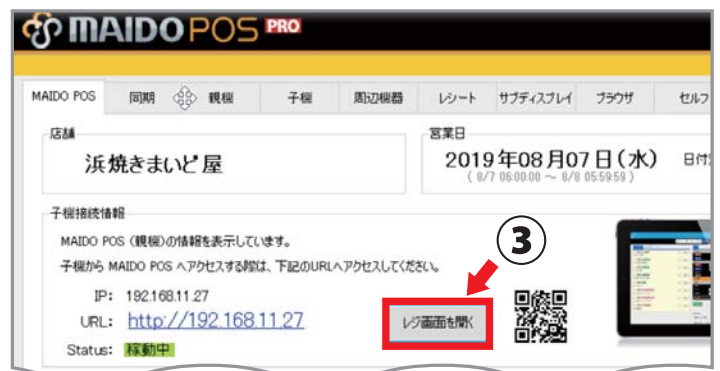 MAIDO POS PRO
MAIDO POS 同期 親機 子機 周辺機器 レシート サブディスプレイ ブラウザ セルフ
店舗
浜焼きまいど屋
営業日
2019年08月07日(水) 日付
( 8/7 06:00:00 ～ 8/8 05:59:59 )
子機接続情報
MAIDO POS (親機)の情報を表示しています。
子機から MAIDO POS へアクセスする際は、下記のURLへアクセスしてください。
③
IP: 192.168.11.27
URL: http://192.168.11.27
レジ画面を開く
Status: 稼動中